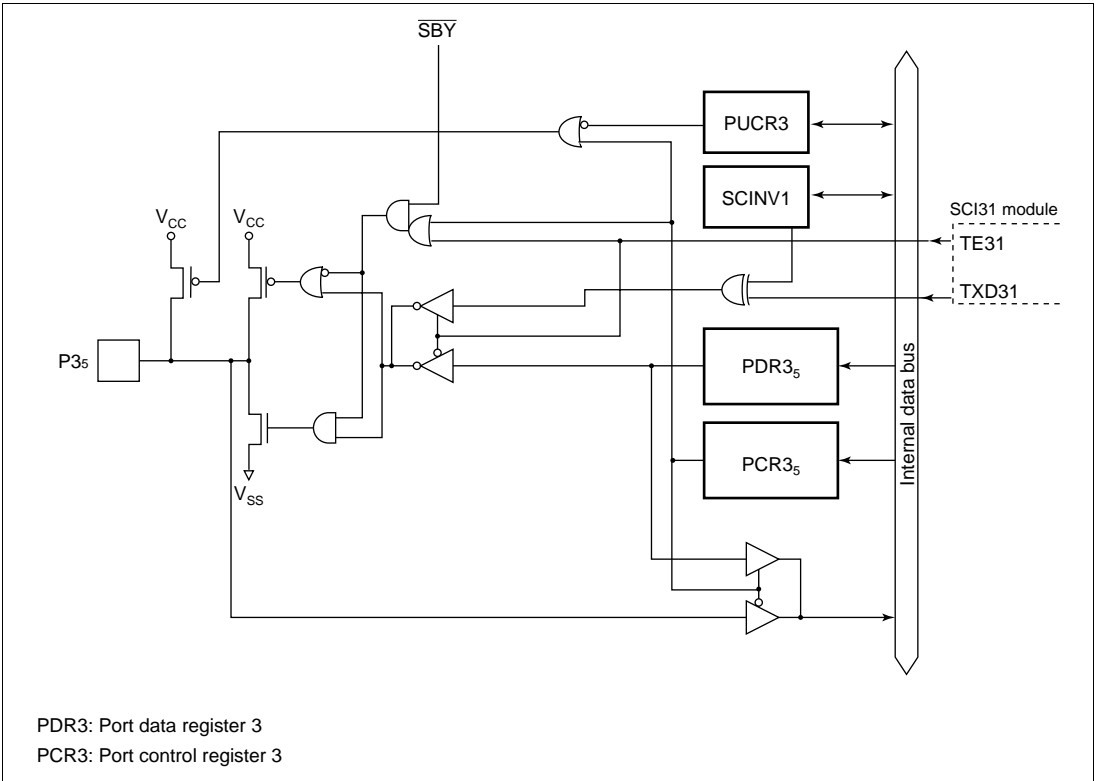 SBY
PUCR3
SCINV1
SCI31 module
TE31
TXD31
VCC
VCC
P35
PDR35
PCR35
VSS
Internal data bus
PDR3: Port data register 3
PCR3: Port control register 3